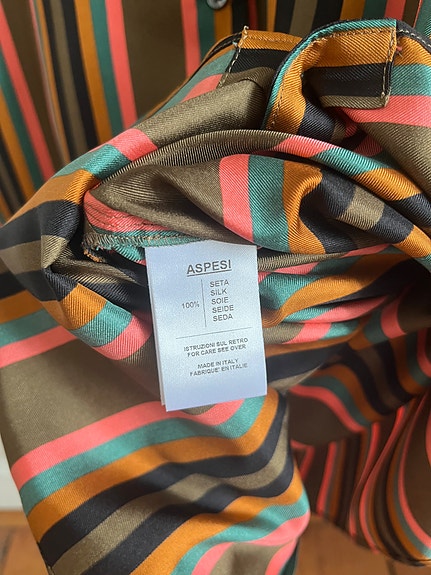 ASPESI
100%
SETA
SILK
SOIE
SEIDE
SEDA
ISTRUZIONI SUL RETRO
FOR CARE SEE OVER
MADE IN ITALY
FABRIQUE' EN ITALIE